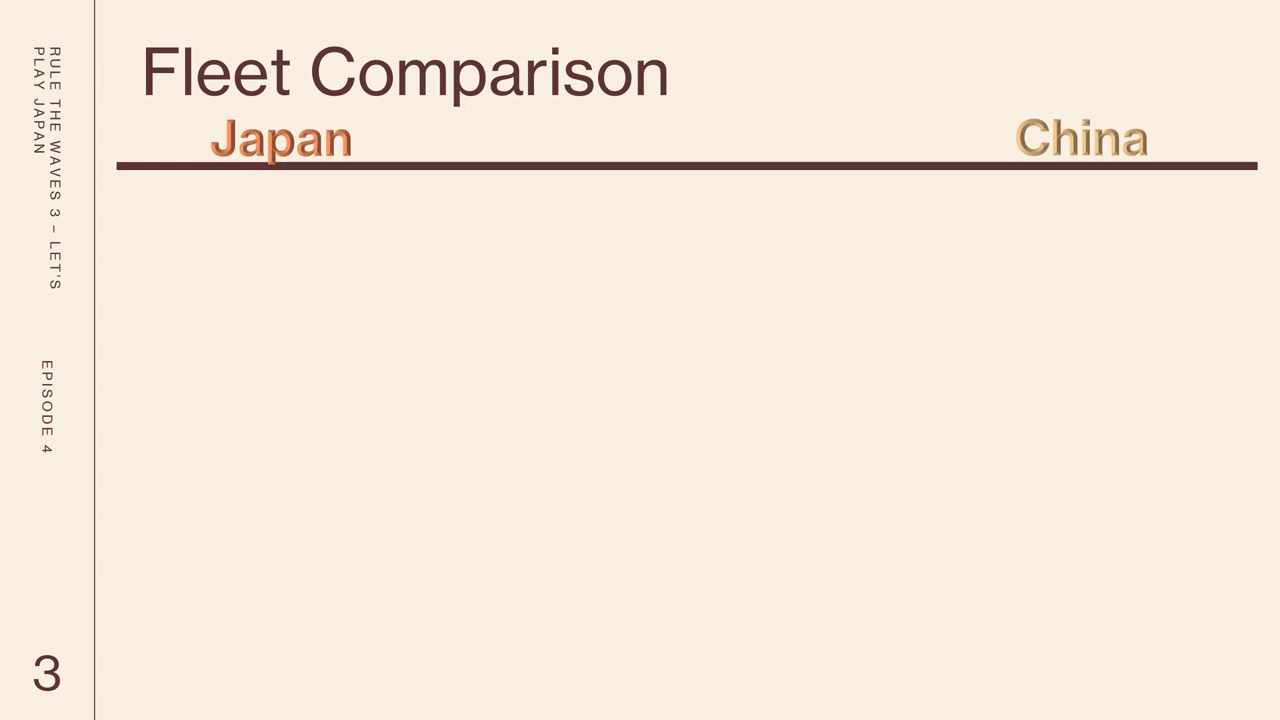 Fleet Comparison
Japan
China
RULE THE WAVES 3 – LET'S
PLAY JAPAN
EPISODE 4
3